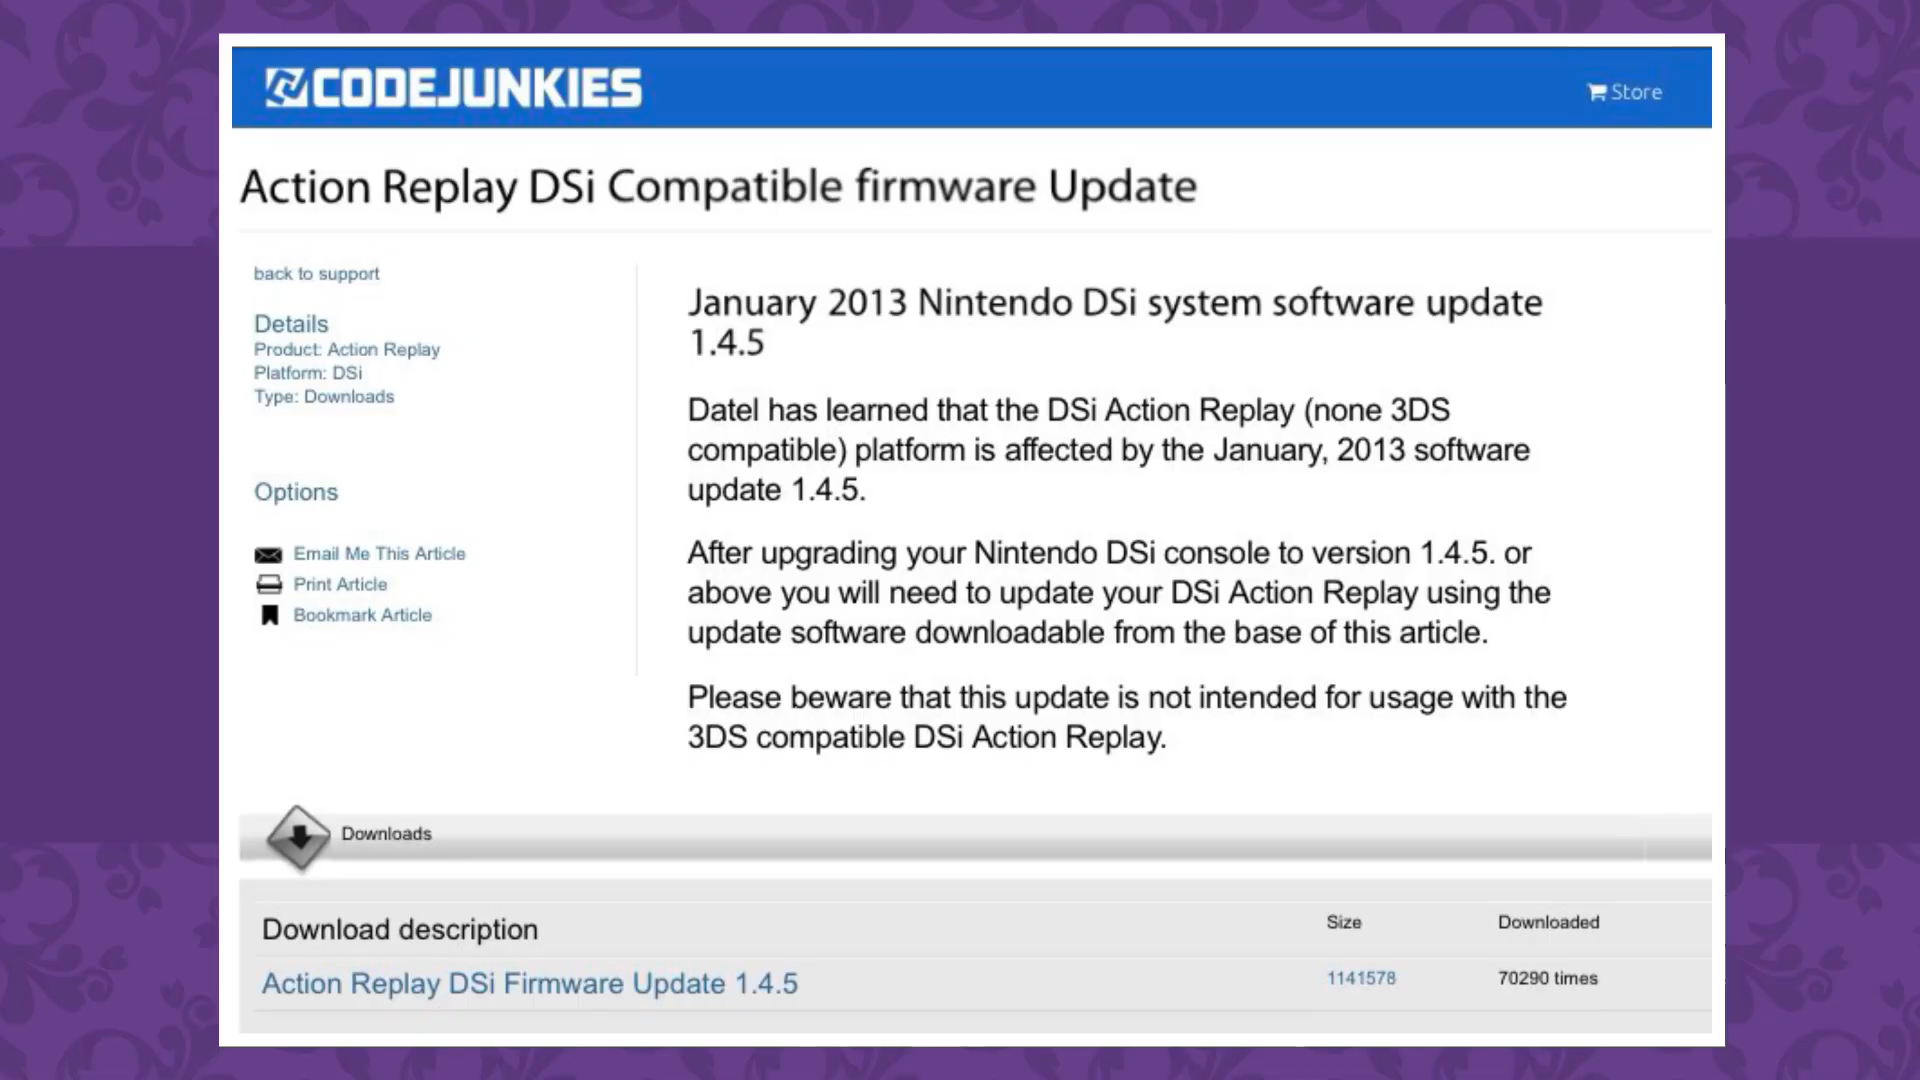 CODEJUNKIES
Store
Action Replay DSi Compatible firmware Update
back to support
Details
Product: Action Replay
Platform: DSi
Type: Downloads
Options
Email Me This Article
Print Article
Bookmark Article
January 2013 Nintendo DSi system software update
1.4.5
Datel has learned that the DSi Action Replay (none 3DS
compatible) platform is affected by the January, 2013 software
update 1.4.5.
After upgrading your Nintendo DSi console to version 1.4.5. or
above you will need to update your DSi Action Replay using the
update software downloadable from the base of this article.
Please beware that this update is not intended for usage with the
3DS compatible DSi Action Replay.
Downloads
Download description Size Downloaded
Action Replay DSi Firmware Update 1.4.5 1141578 70290 times